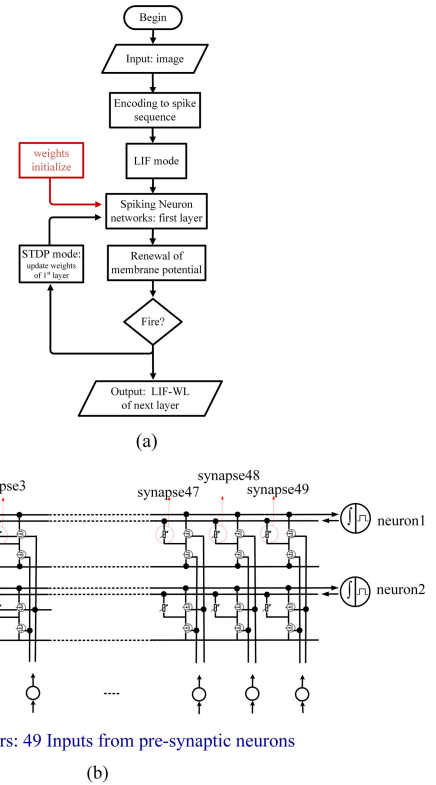 Begin
Input: image
Encoding to spike
sequence
weights
initialize
LIF mode
Spiking Neuron
networks: first layer
STDP mode:
update weights
of 1st layer
Renewal of
membrane potential
Fire?
Output: LIF-WL
of next layer
(a)
pse3
synapse47
synapse48
synapse49
neuron1
neuron2
rs: 49 Inputs from pre-synaptic neurons
(b)